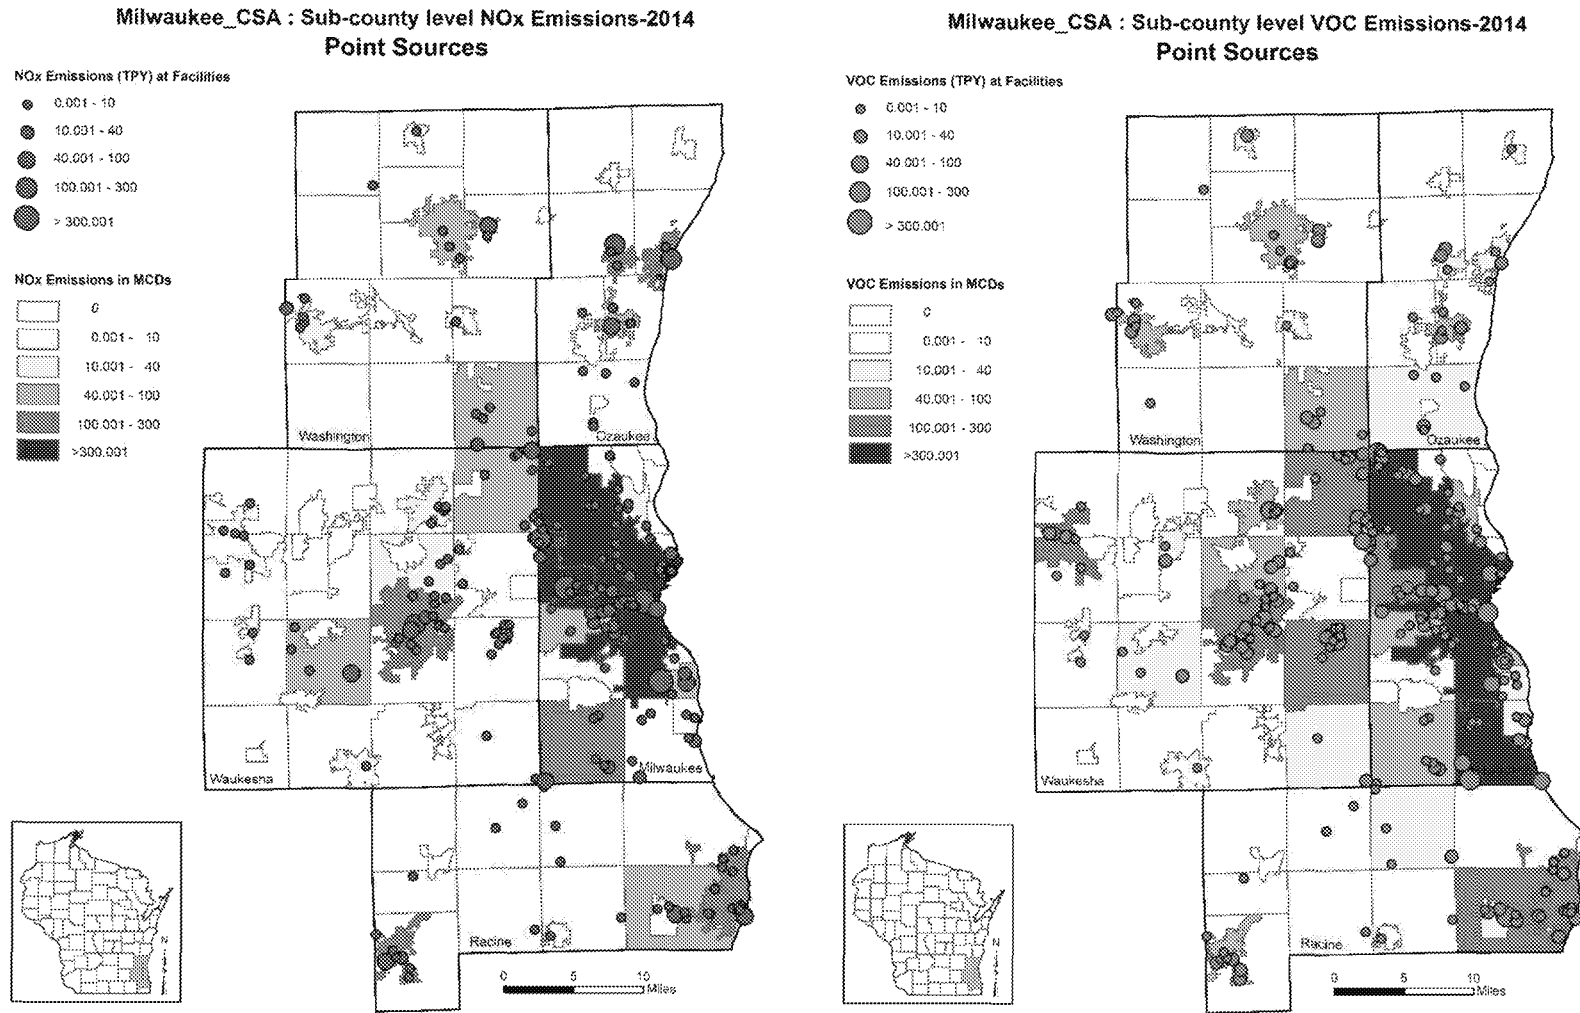 Milwaukee_CSA : Sub-county level NOx Emissions-2014
Point Sources
NOx Emissions (TPY) at Facilities
0.001 - 10
10.001 - 40
40.001 - 100
100.001 - 300
> 300.001
NOx Emissions in MCDs
0
0.001 - 10
10.001 - 40
40.001 - 100
100.001 - 300
>300.001
Washington
Ozaukee
Waukesha
Milwaukee
Racine
N
0 5 10
Miles
Milwaukee_CSA : Sub-county level VOC Emissions-2014
Point Sources
VOC Emissions (TPY) at Facilities
0.001 - 10
10.001 - 40
40.001 - 100
100.001 - 300
> 300.001
VOC Emissions in MCDs
0
0.001 - 10
10.001 - 40
40.001 - 100
100.001 - 300
>300.001
Washington
Ozaukee
Waukesha
Racine
N
0 5 10
Miles